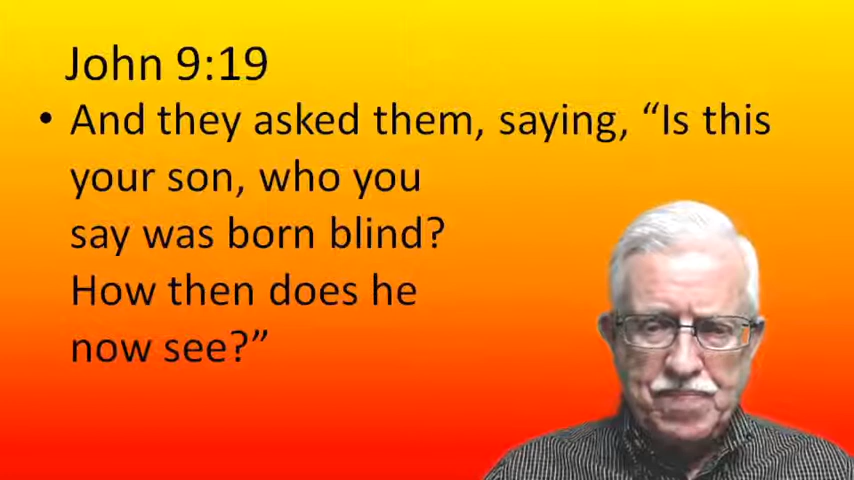 John 9:19
• And they asked them, saying, “Is this
your son, who you
say was born blind?
How then does he
now see?”